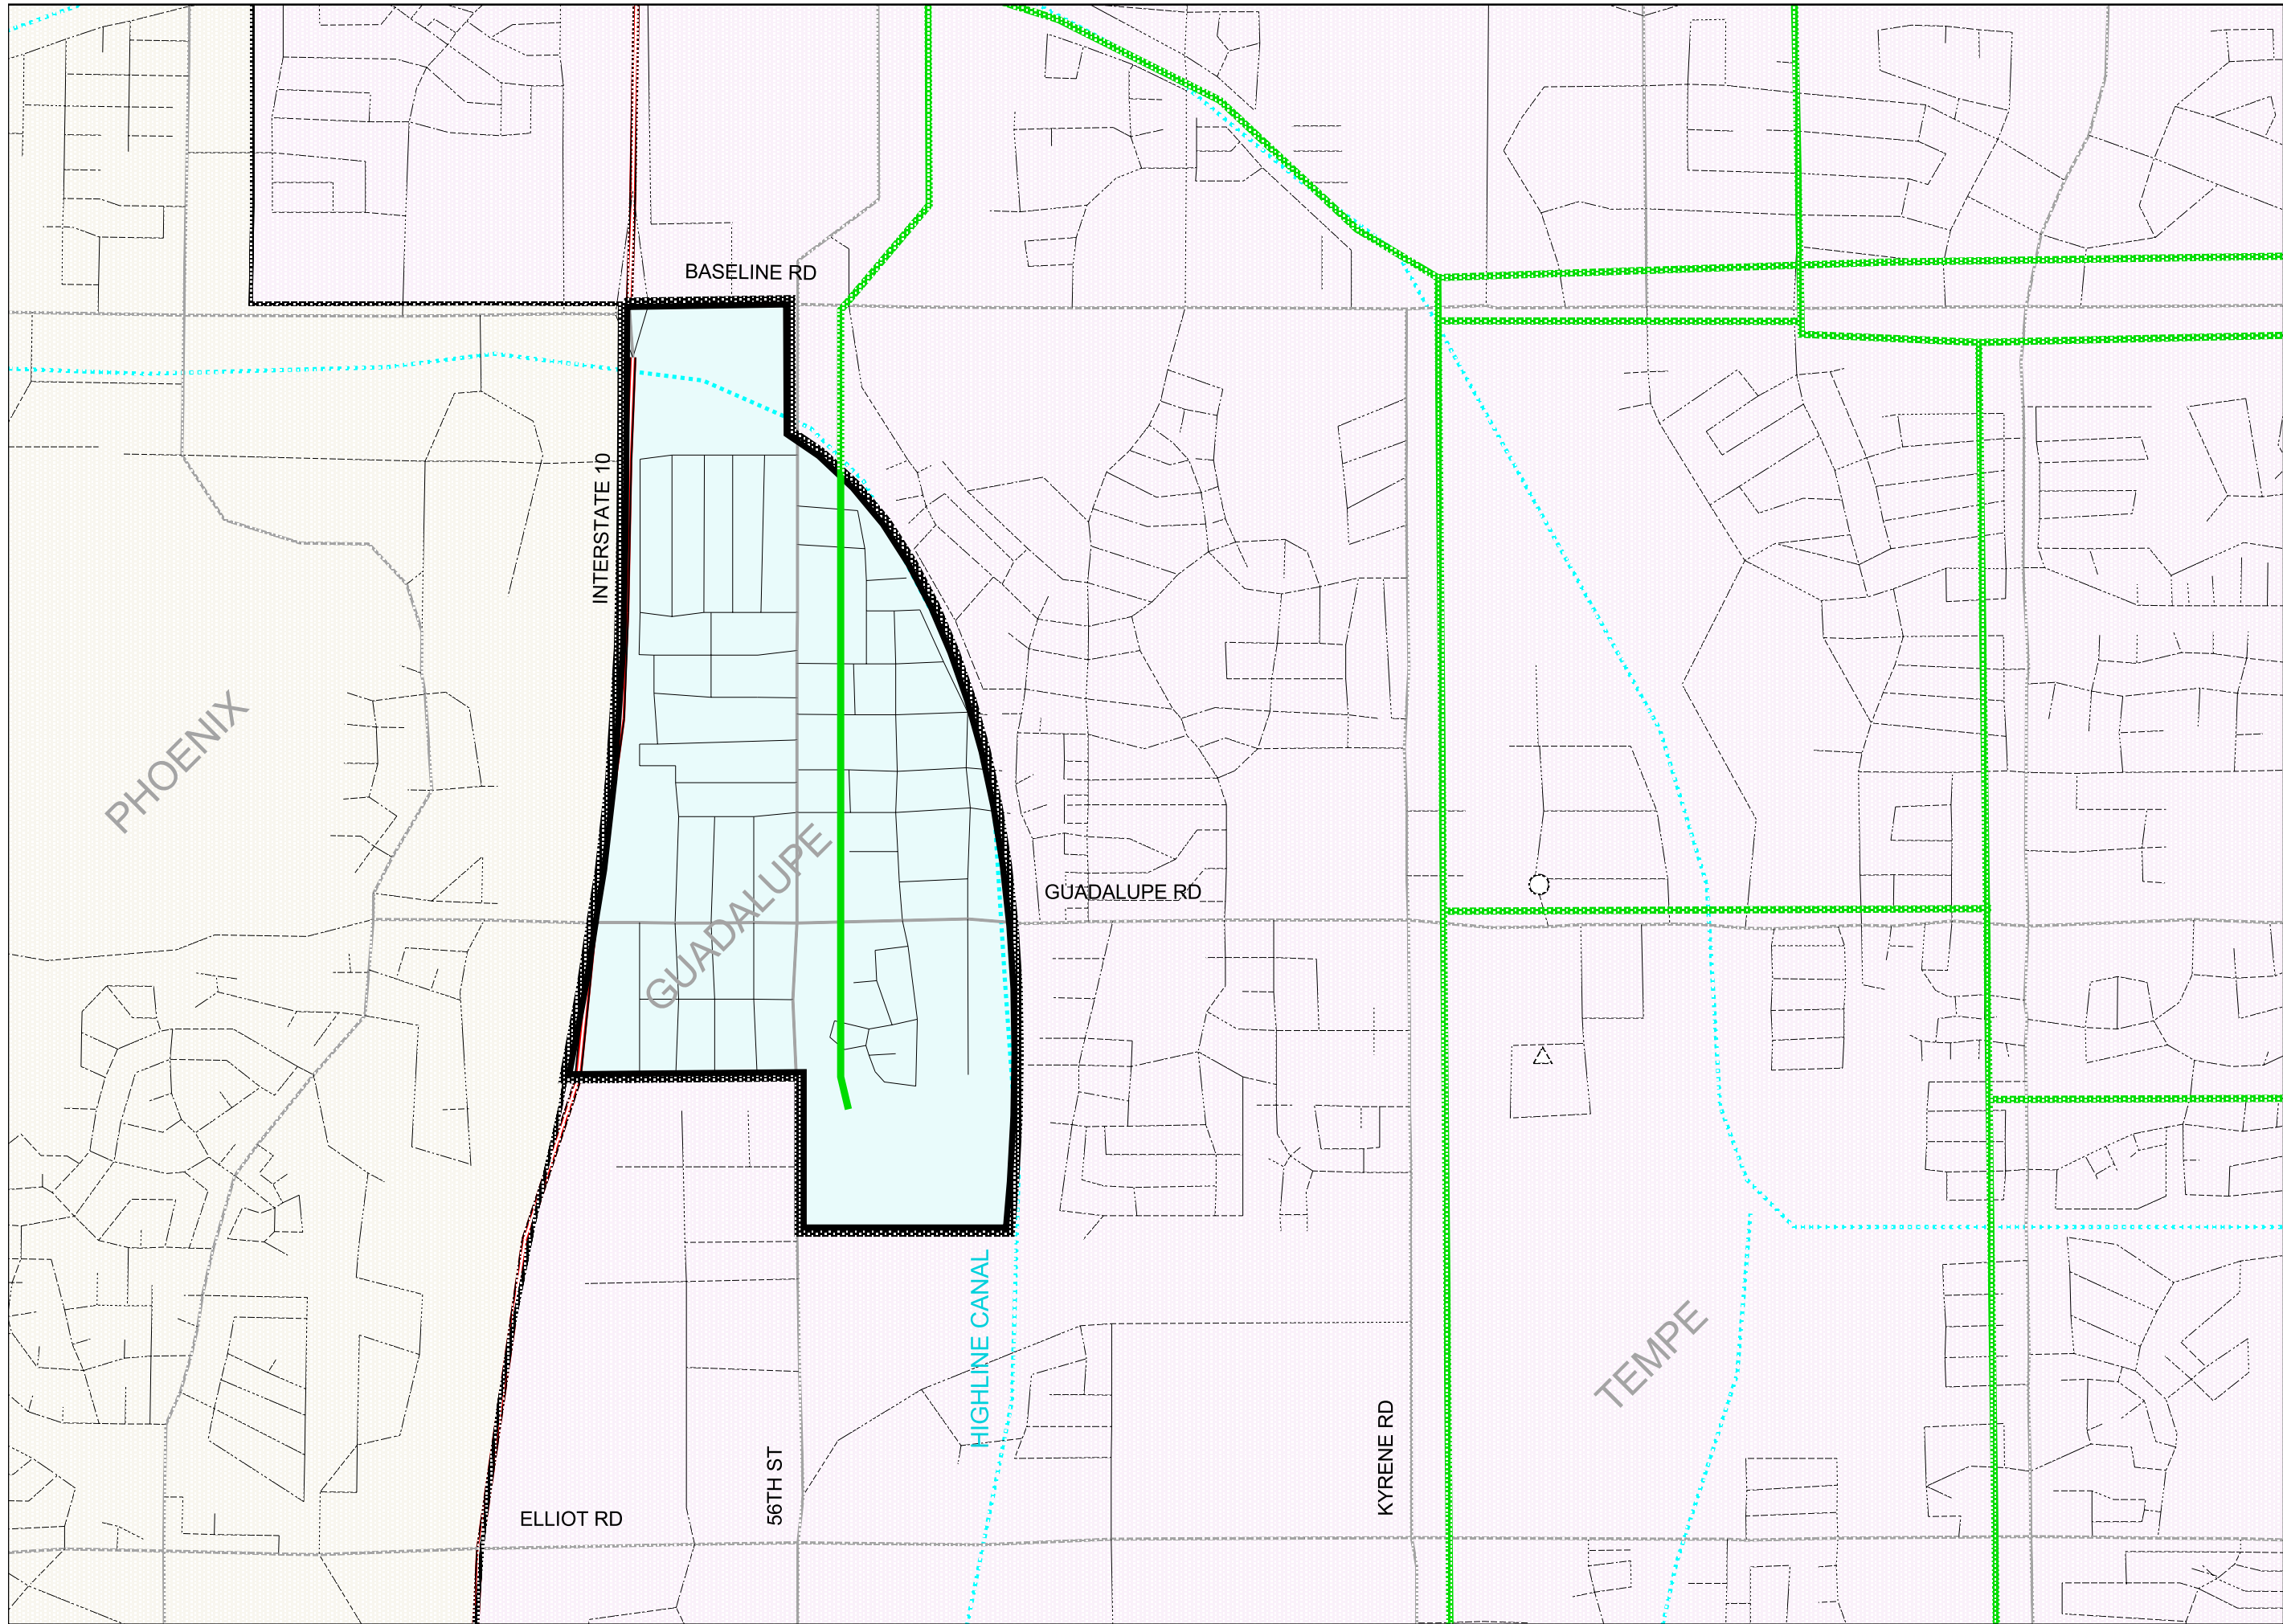 BASELINE RD
INTERSTATE 10
PHOENIX
GUADALUPE
GUADALUPE RD
HIGHLINE CANAL
TEMPE
KYRENE RD
56TH ST
ELLIOT RD